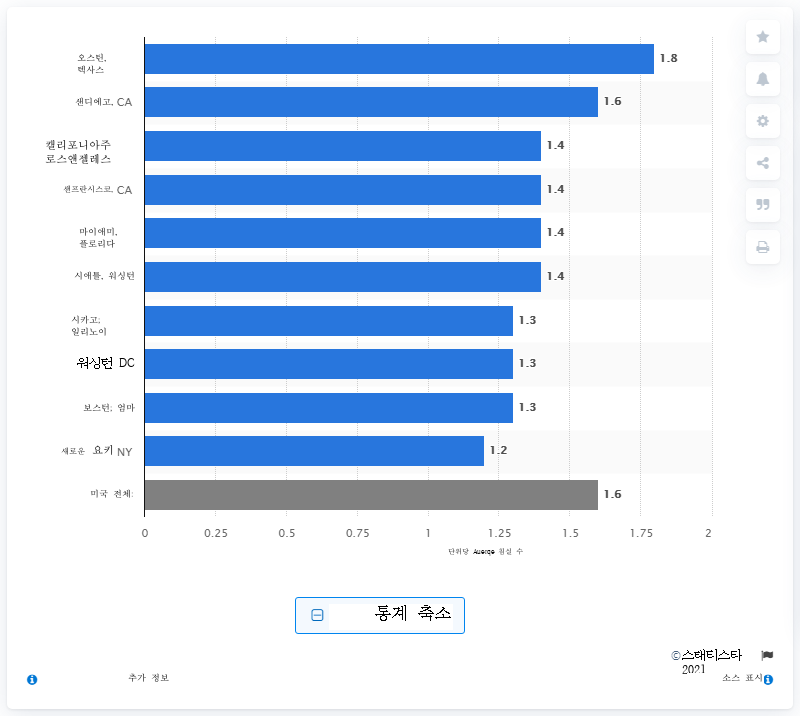 오스틴,
텍사스
1.8
샌디에고, CA
1.6
캘리포니아주
로스앤젤레스
1.4
샌프란시스코, CA
1.4
마이애미,
플로리다
1.4
시애틀, 워싱턴
1.4
시카고;
일리노이
1.3
워싱턴 DC
1.3
보스턴; 엄마
1.3
새로운 요키 NY
1.2
미국 전체:
1.6
0 0.25 0.5 0.75 1 1.25 1.5 1.75 2
단위당 Auerqe 침실 수
통계 축소
©스태티스타
2021
추가 정보
소스 표시